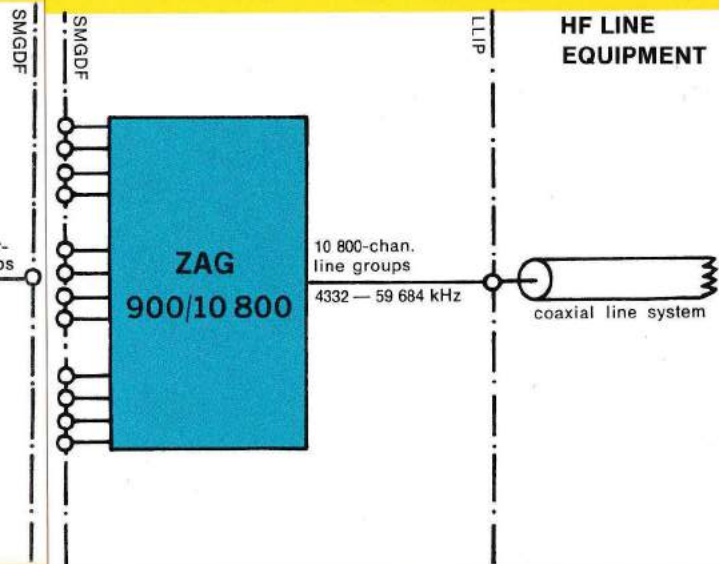 SMGDF
SMGDF
LLIP
HF LINE
EQUIPMENT
ZAG
900/10 800
10 800-chan.
line groups
4332 — 59 684 kHz
coaxial line system